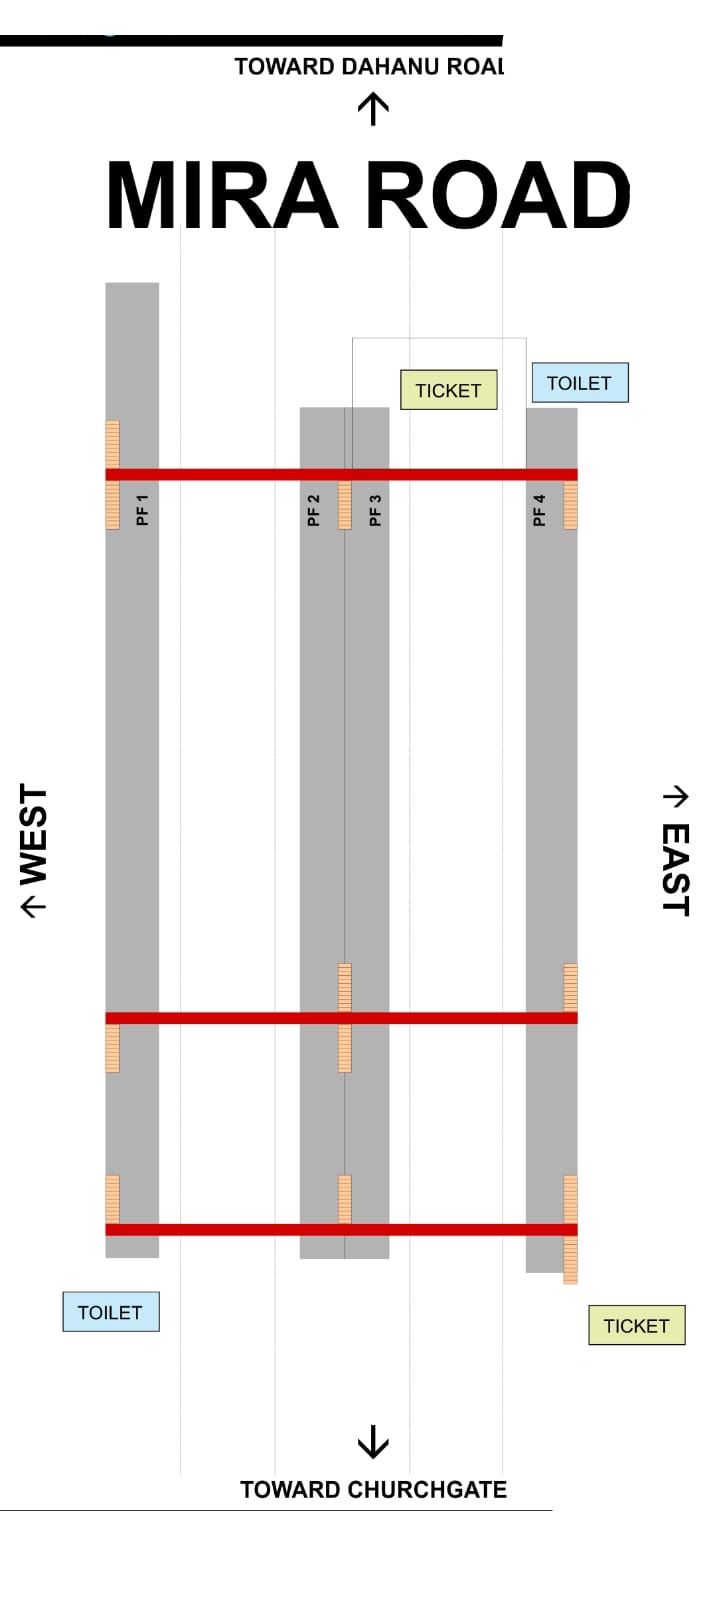 TOWARD DAHANU ROAL
MIRA ROAD
TICKET
TOILET
PF 1
PF 2
PF 3
PF 4
WEST
EAST
TOILET
TICKET
TOWARD CHURCHGATE